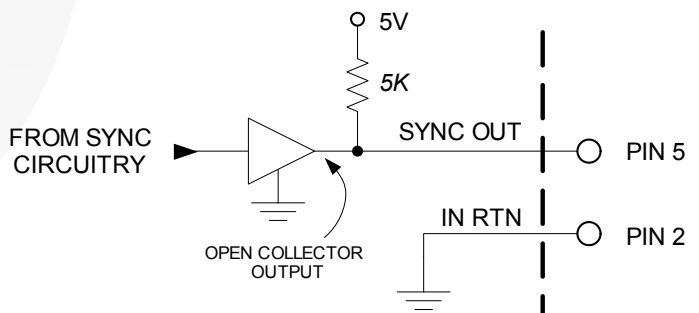 5V
5K
FROM SYNC
CIRCUITRY
SYNC OUT
PIN 5
IN RTN
PIN 2
OPEN COLLECTOR
OUTPUT